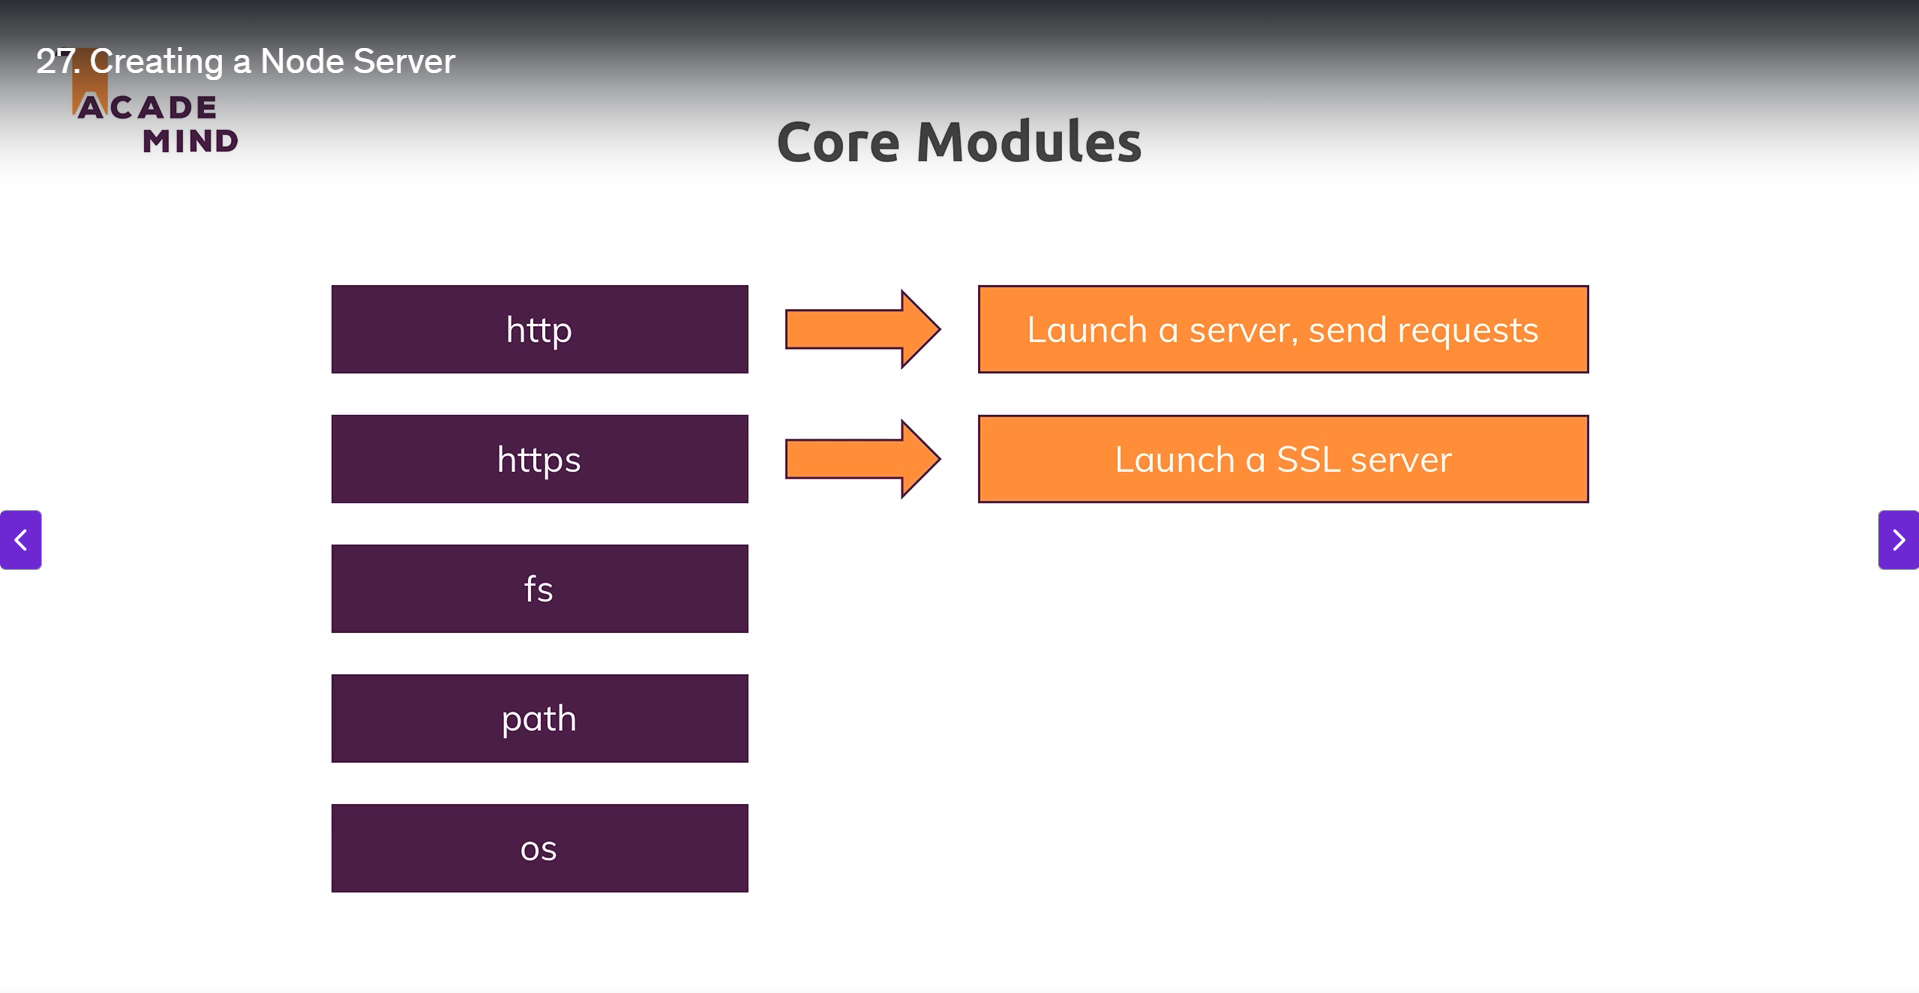 27. Creating a Node Server
ACADE
MIND
Core Modules
http
Launch a server, send requests
https
Launch a SSL server
fs
path
os